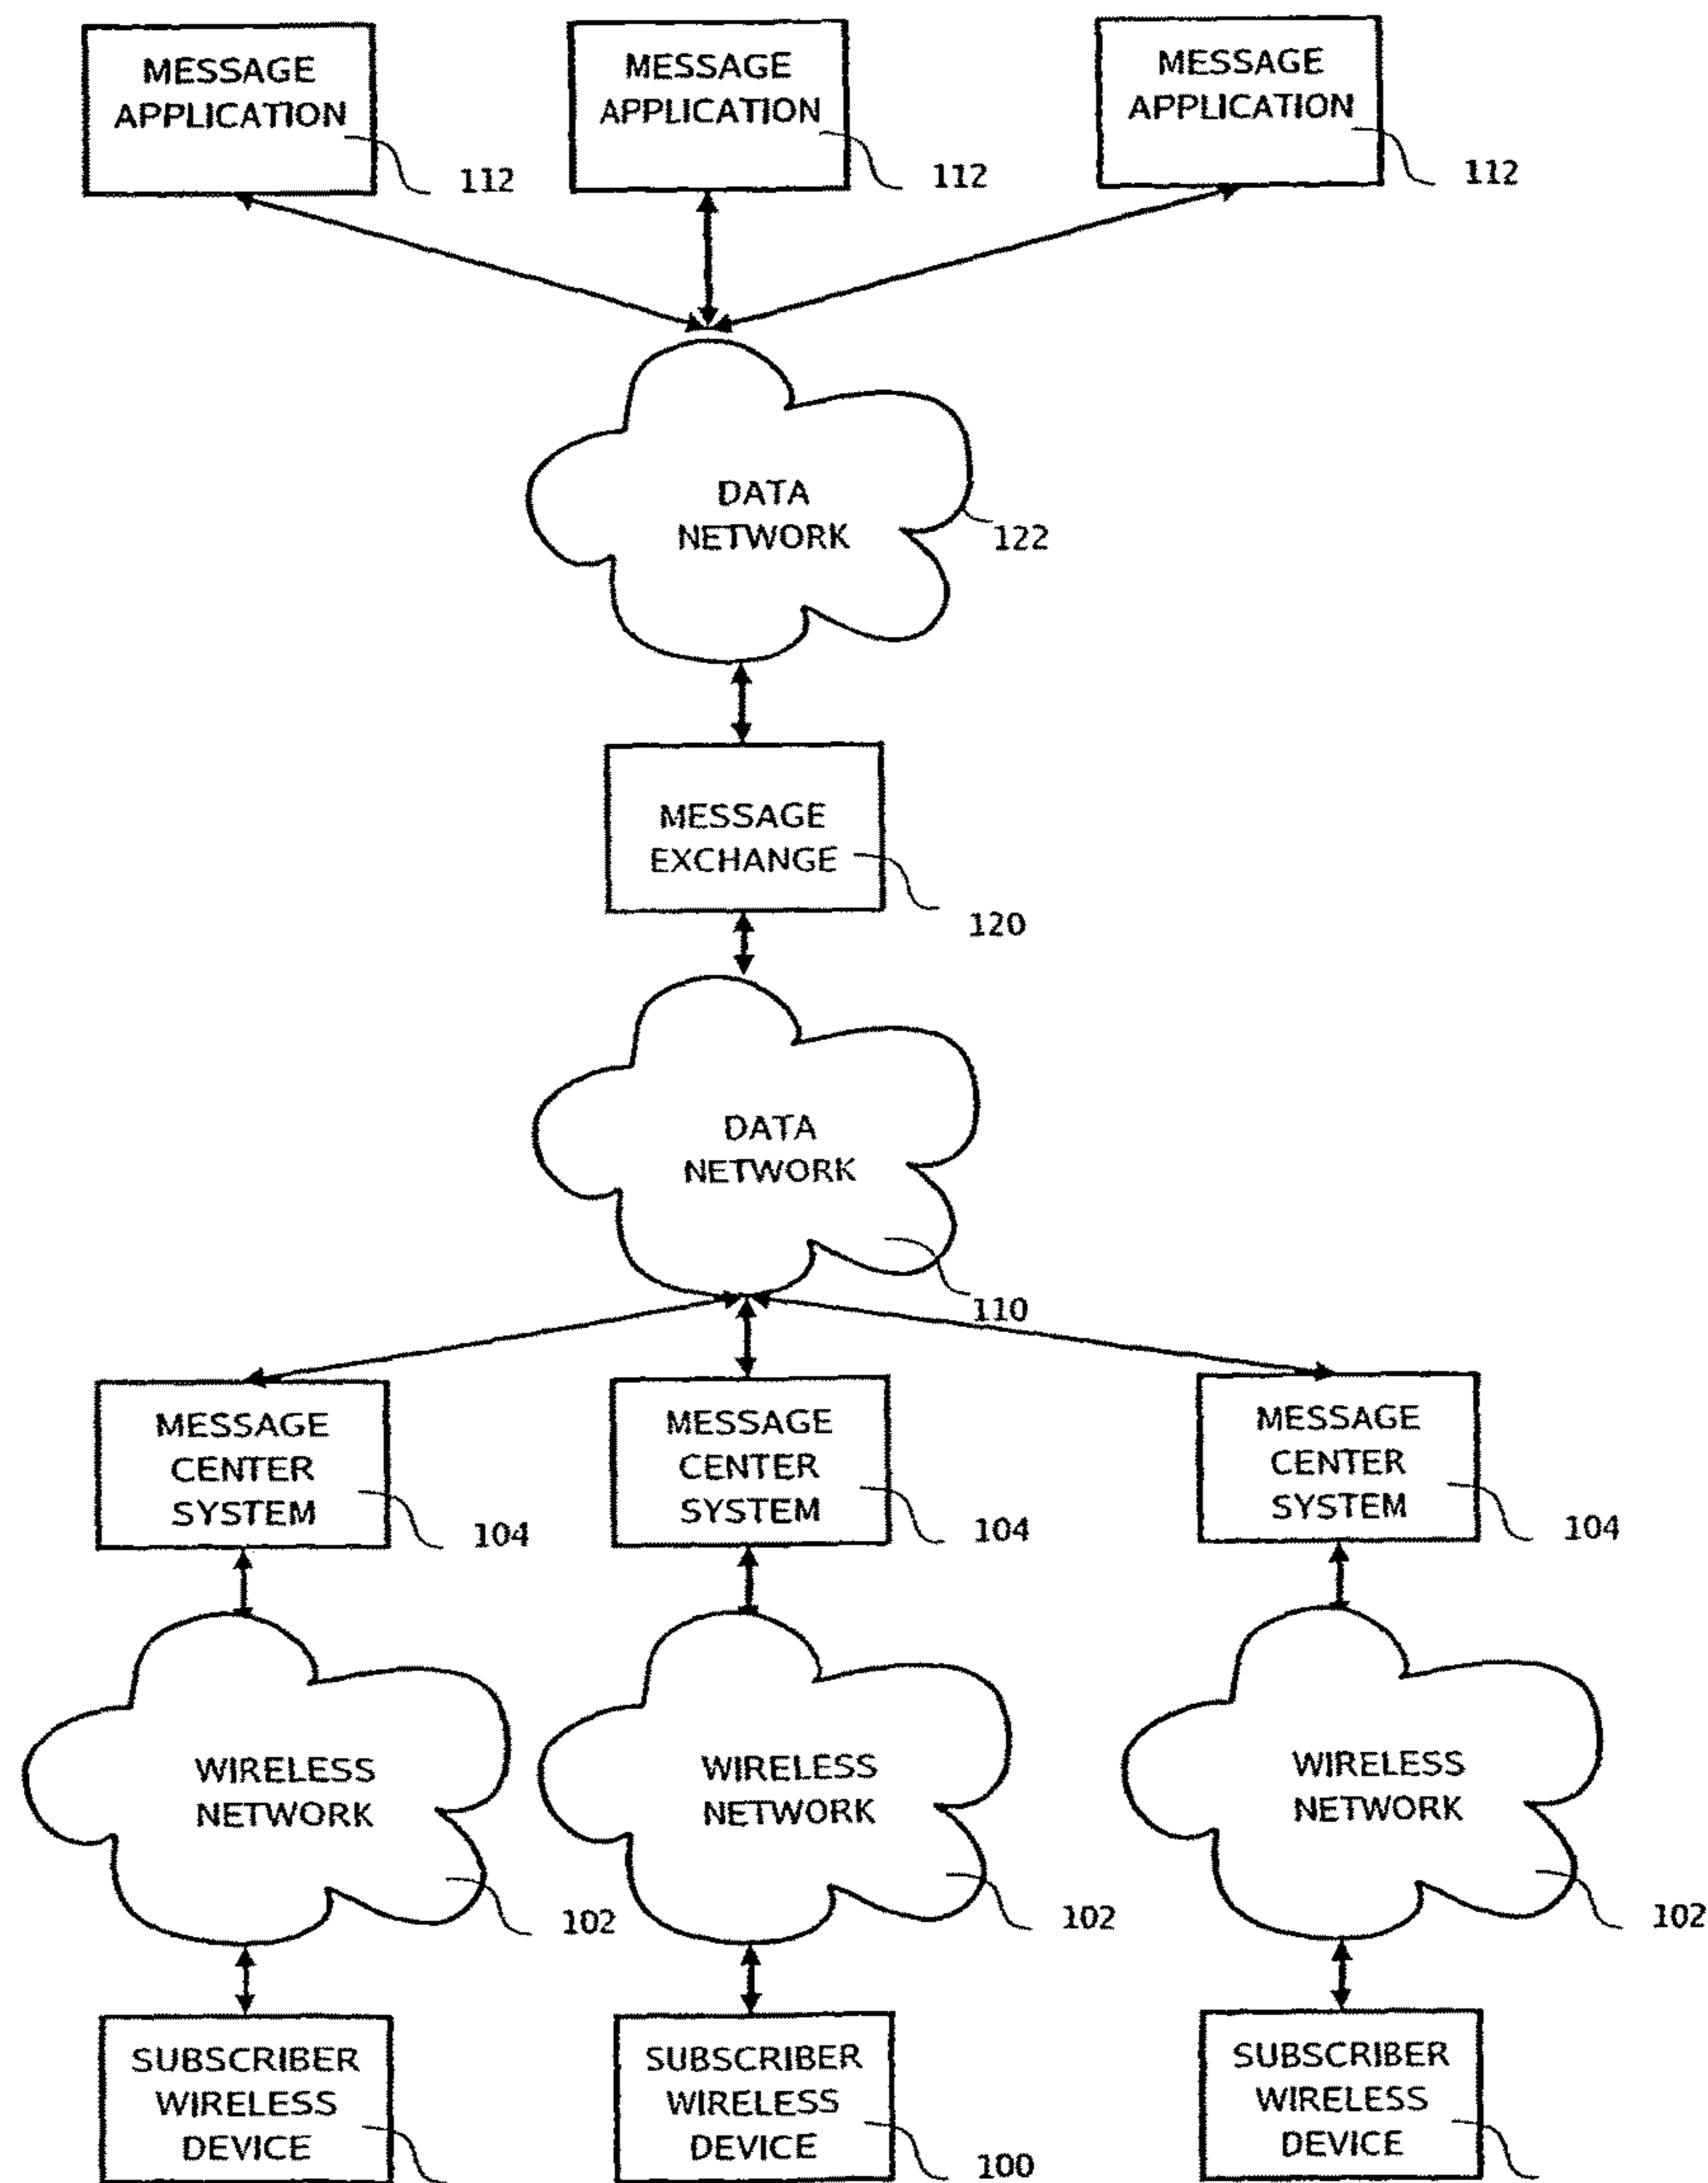 MESSAGE
APPLICATION
112
MESSAGE
APPLICATION
112
MESSAGE
APPLICATION
112
DATA
NETWORK
122
MESSAGE
EXCHANGE
120
DATA
NETWORK
110
MESSAGE
CENTER
SYSTEM
104
MESSAGE
CENTER
SYSTEM
104
MESSAGE
CENTER
SYSTEM
104
WIRELESS
NETWORK
102
WIRELESS
NETWORK
102
WIRELESS
NETWORK
102
SUBSCRIBER
WIRELESS
DEVICE
SUBSCRIBER
WIRELESS
DEVICE
100
SUBSCRIBER
WIRELESS
DEVICE